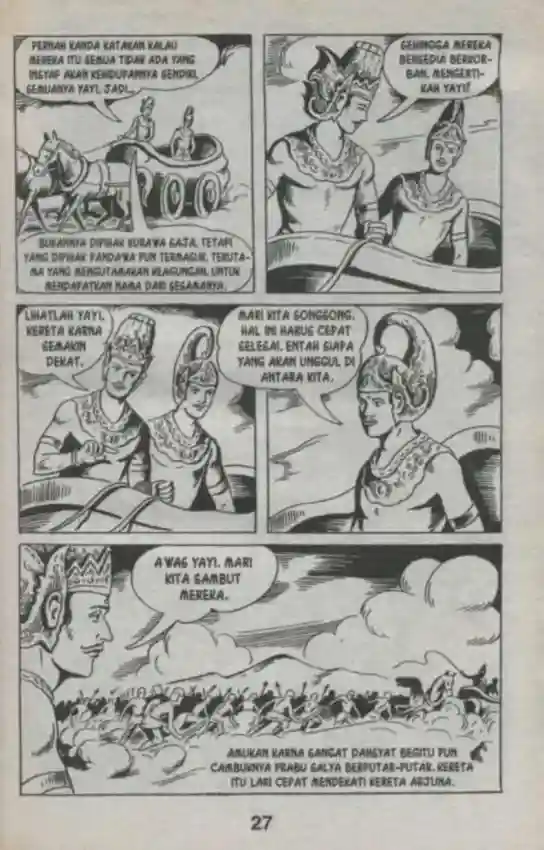 PERNAH KANDA KATAKAN KALAU
MEREKA ITU SEMUA TIDAK ADA YANG
INSYAF AKAN KEHIDUPANNYA SENDIRI.
SEMUANYA YAYI. JADI...
BUKANNYA DIPIHAK KURAWA SAJA, TETAPI
YANG DIPIHAK PANDAWA PUN TERMASUK. TERUTA-
MA YANG MENGUTAMAKAN KEAGUNGAN, UNTUK
MENDAPATKAN NAMA DARI SESAMANYA.
SEHINGGA MEREKA
BERSEDIA BERKOR-
BAN. MENGERTI-
KAH YAYI?
LIHATLAH YAYI.
KERETA KARNA
SEMAKIN
DEKAT.
MARI KITA SONGSONG.
HAL INI HARUS CEPAT
SELESAI. ENTAH SIAPA
YANG AKAN UNGGUL DI
ANTARA KITA.
AWAS YAYI. MARI
KITA SAMBUT
MEREKA.
AMUKAN KARNA SANGAT DAHSYAT BEGITU PUN
CAMBUKNYA PRABU SALYA BERPUTAR-PUTAR. KERETA
ITU LARI CEPAT MENDEKATI KERETA ARJUNA.
27